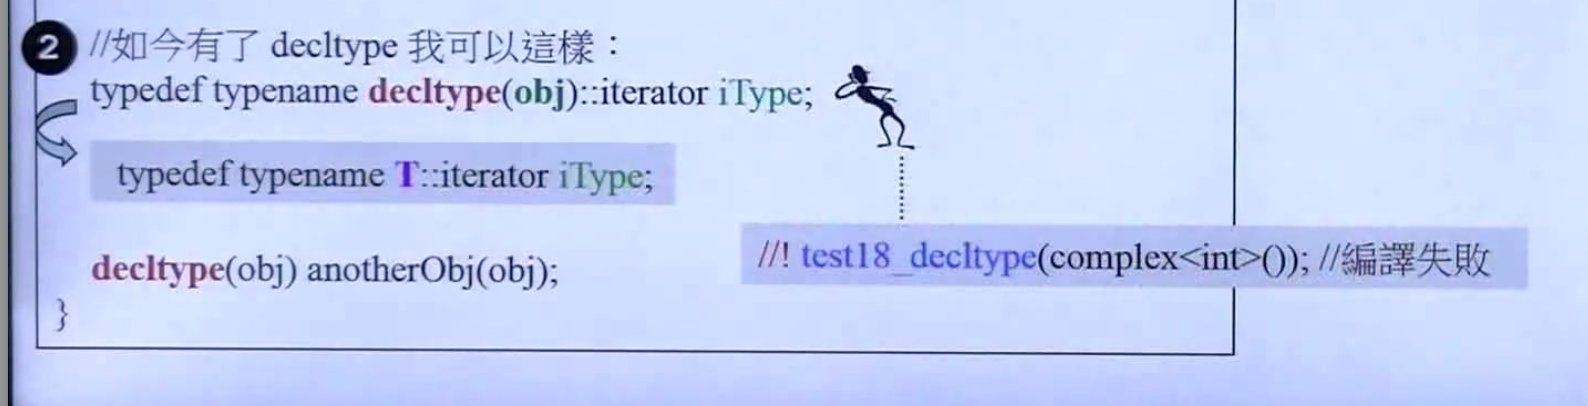 2 //如今有了 decltype 我可以這樣：
typedef typename decltype(obj)::iterator iType;
typedef typename T::iterator iType;
decltype(obj) anotherObj(obj);
//! test18_decltype(complex<int>()); //編譯失敗
}